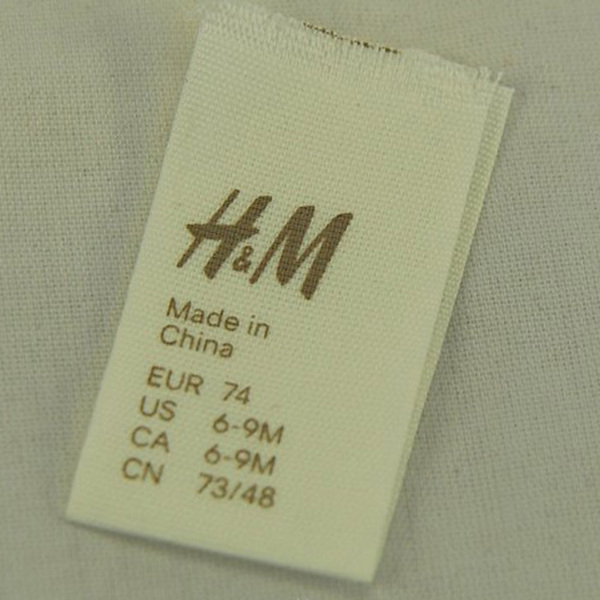 H&M
Made in
China
EUR 74
US 6-9M
CA 6-9M
CN 73/48